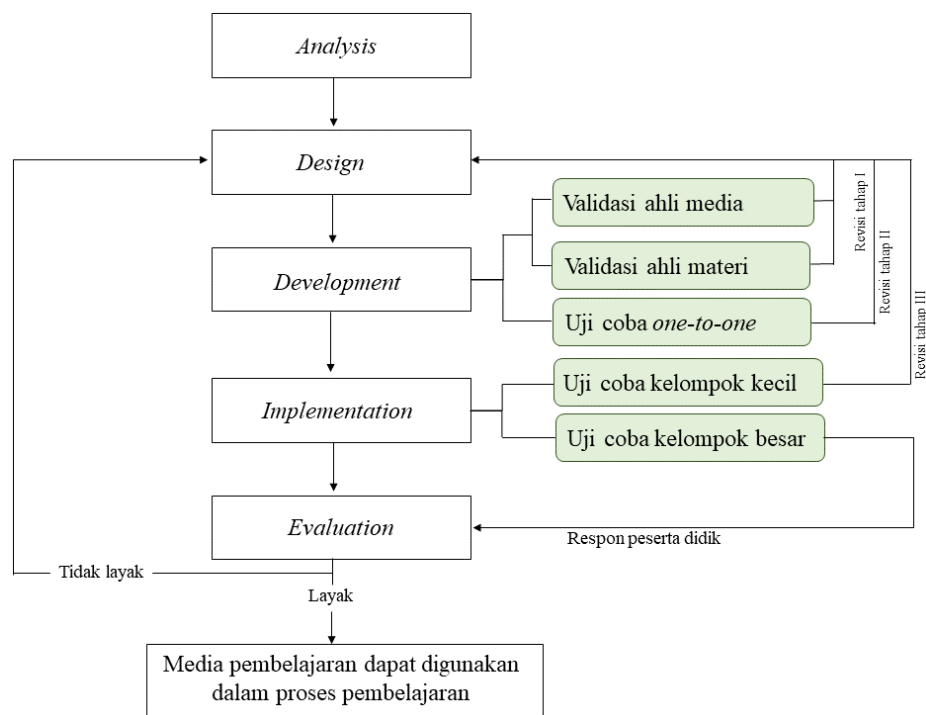 Analysis
Design
Validasi ahli media
Revisi tahap I
Revisi tahap II
Revisi tahap III
Development
Validasi ahli materi
Uji coba one-to-one
Uji coba kelompok kecil
Implementation
Uji coba kelompok besar
Evaluation
Respon peserta didik
Tidak layak
Layak
Media pembelajaran dapat digunakan
dalam proses pembelajaran